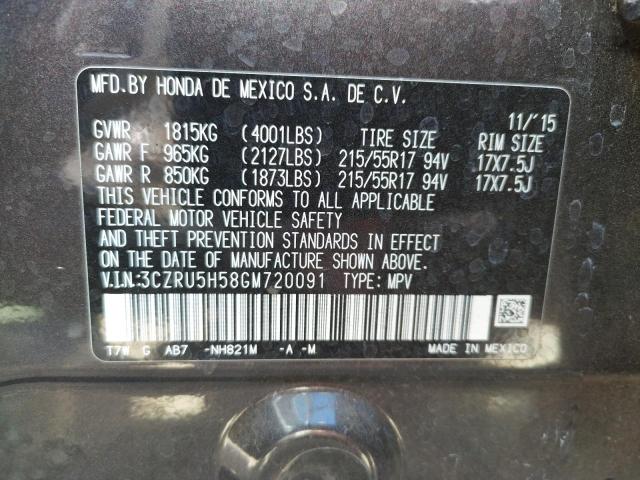 MFD.BY HONDA DE MEXICO S.A. DE C.V.
11/'15
GVWR 1815KG (4001LBS) TIRE SIZE RIM SIZE
GAWR F 965KG (2127LBS) 215/55R17 94V 17X7.5J
GAWR R 850KG (1873LBS) 215/55R17 94V 17X7.5J
THIS VEHICLE CONFORMS TO ALL APPLICABLE
FEDERAL MOTOR VEHICLE SAFETY
AND THEFT PREVENTION STANDARDS IN EFFECT
ON THE DATE OF MANUFACTURE SHOWN ABOVE.
V.I.N:3CZRU5H58GM720091 TYPE: MPV
T7W G AB7 -NH821M -A -M MADE IN MEXICO